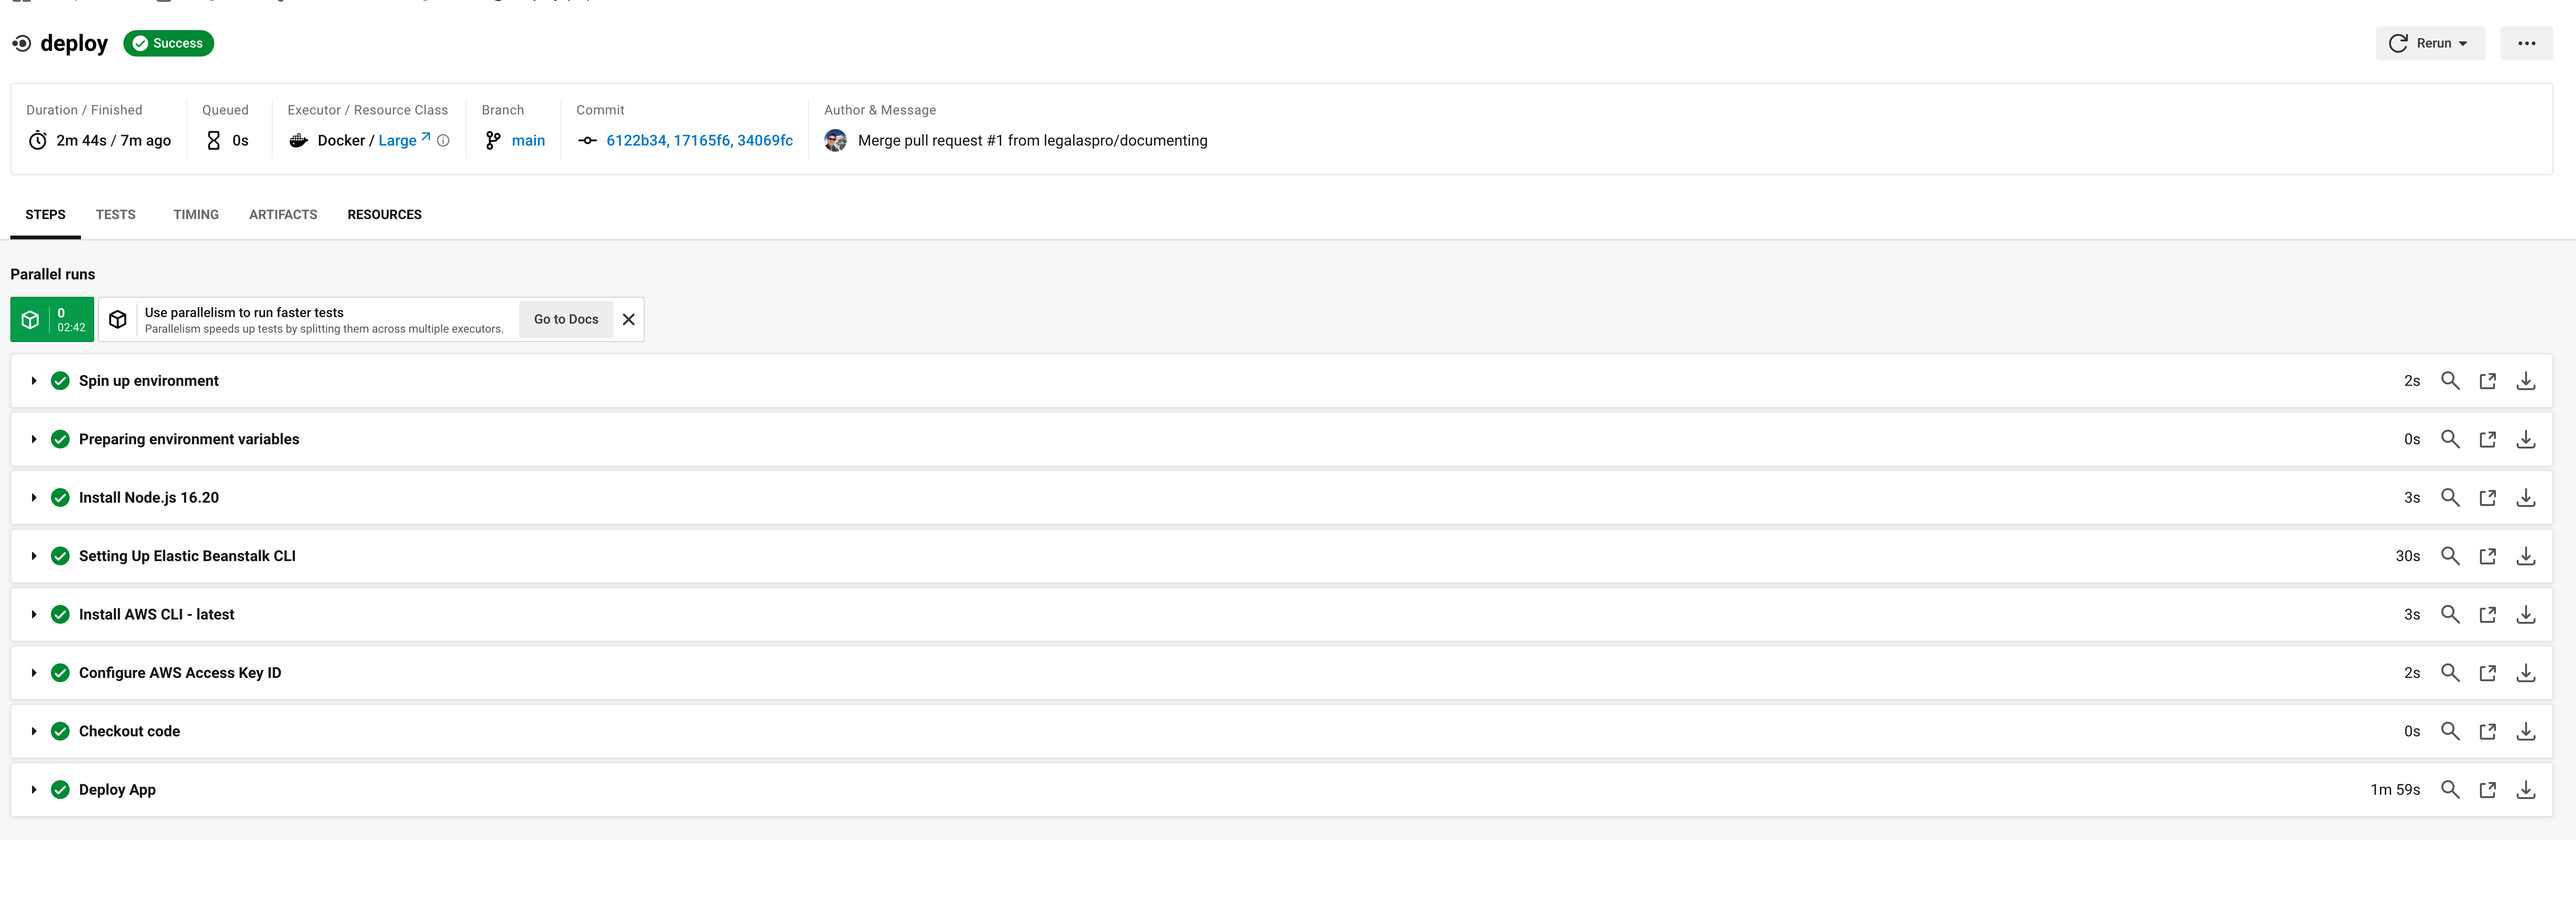 deploy Success Rerun
Duration / Finished Queued Executor / Resource Class Branch Commit Author & Message
2m 44s / 7m ago 0s Docker / Large main 6122b34, 17165f6, 34069fc Merge pull request #1 from legalaspro/documenting
STEPS TESTS TIMING ARTIFACTS RESOURCES
Parallel runs
0
02:42
Use parallelism to run faster tests
Parallelism speeds up tests by splitting them across multiple executors.
Go to Docs
Spin up environment 2s
Preparing environment variables 0s
Install Node.js 16.20 3s
Setting Up Elastic Beanstalk CLI 30s
Install AWS CLI - latest 3s
Configure AWS Access Key ID 2s
Checkout code 0s
Deploy App 1m 59s